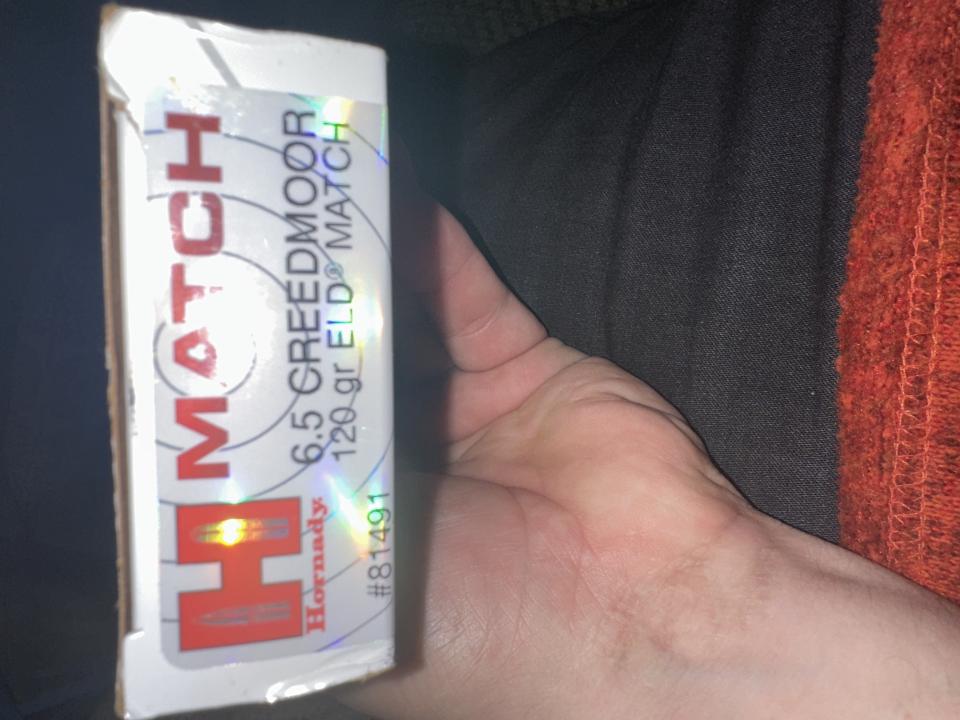 H MATCH
Hornady.
6.5 CREEDMOOR
120 gr ELD® MATCH
#81491